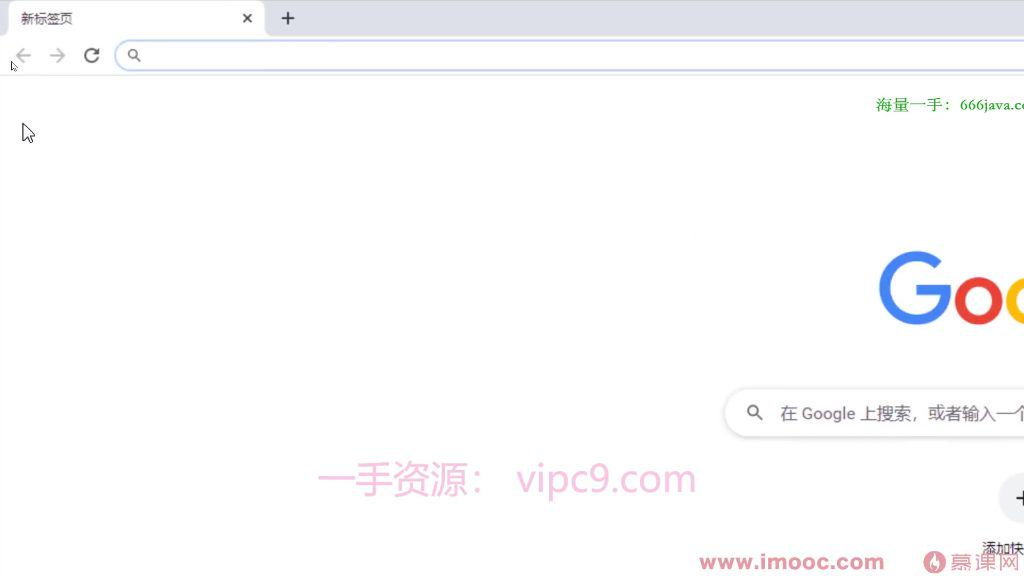 新标签页
海量一手：666java.co
Goo
在 Google 上搜索，或者输入一个
一手资源： vipc9.com
添加快
www.imooc.com 慕课网